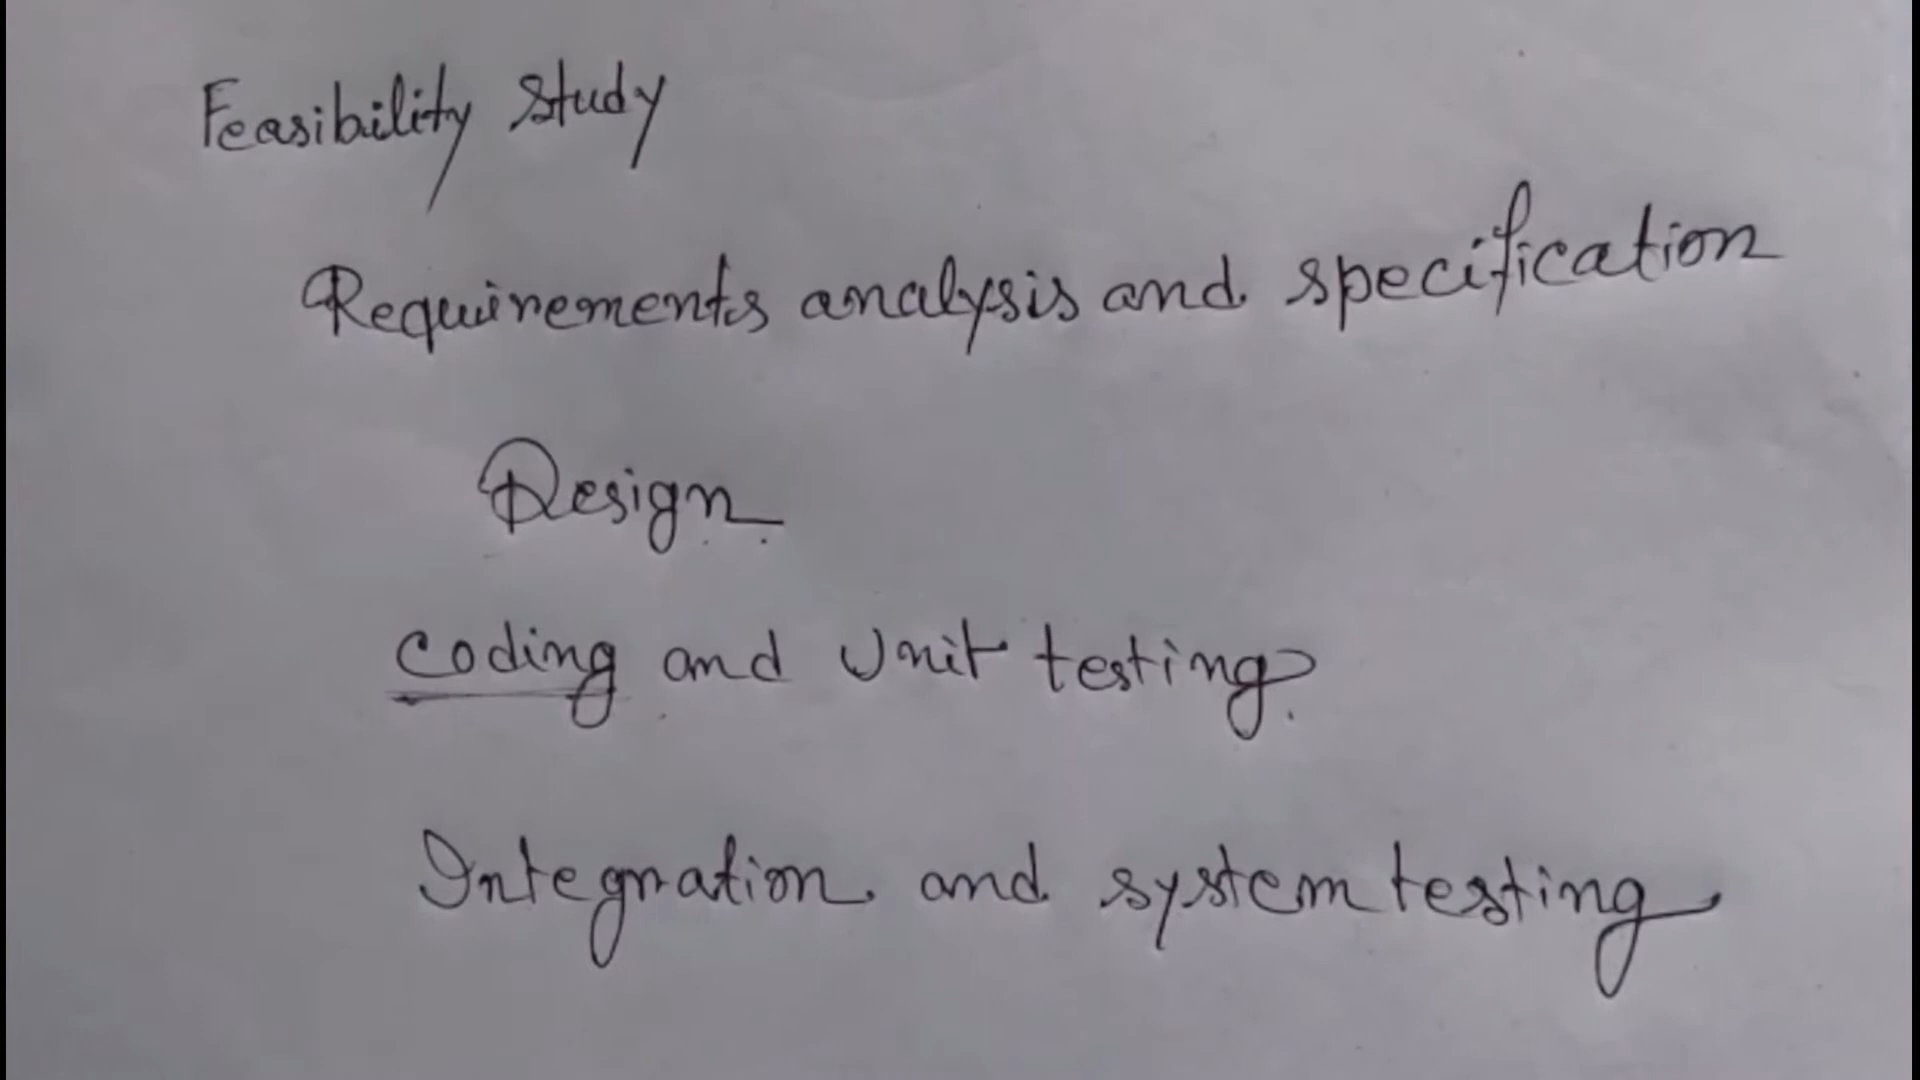 Feasibility study
Requirements analysis and specification
Design
Coding and Unit testing
Integration and system testing